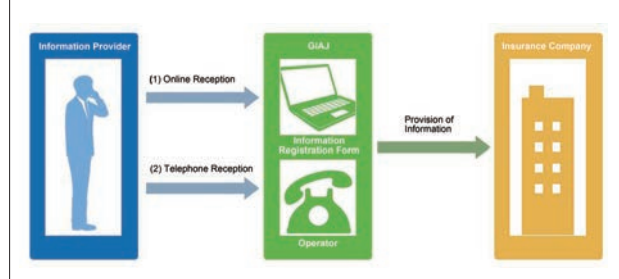 Information Provider
GIAJ
Insurance Company
(1) Online Reception
Information
Registration Form
Provision of
Information
(2) Telephone Reception
Operator